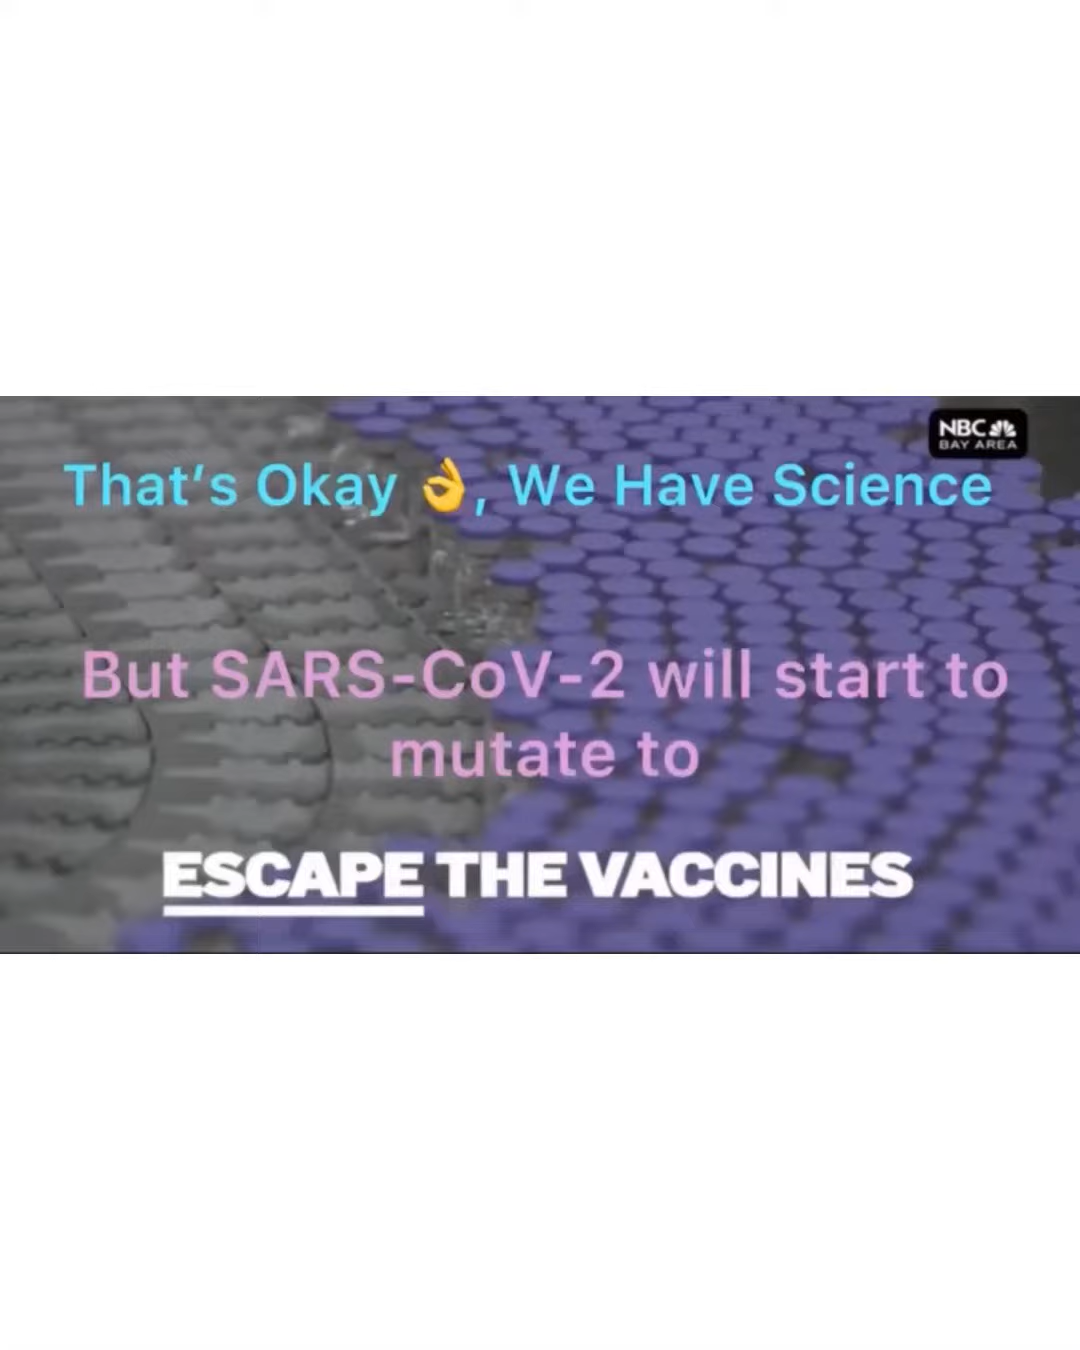 NBC
BAY AREA
That's Okay 👌, We Have Science
But SARS-CoV-2 will start to
mutate to
ESCAPE THE VACCINES